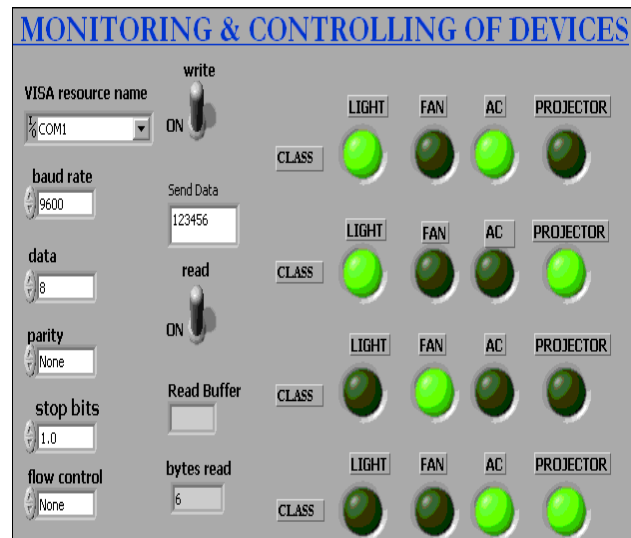 MONITORING & CONTROLLING OF DEVICES
write
VISA resource name
COM1
ON
baud rate
9600
Send Data
123456
data
8
read
ON
parity
None
stop bits
1.0
Read Buffer
flow control
None
bytes read
6
LIGHT FAN AC PROJECTOR
CLASS
LIGHT FAN AC PROJECTOR
CLASS
LIGHT FAN AC PROJECTOR
CLASS
LIGHT FAN AC PROJECTOR
CLASS